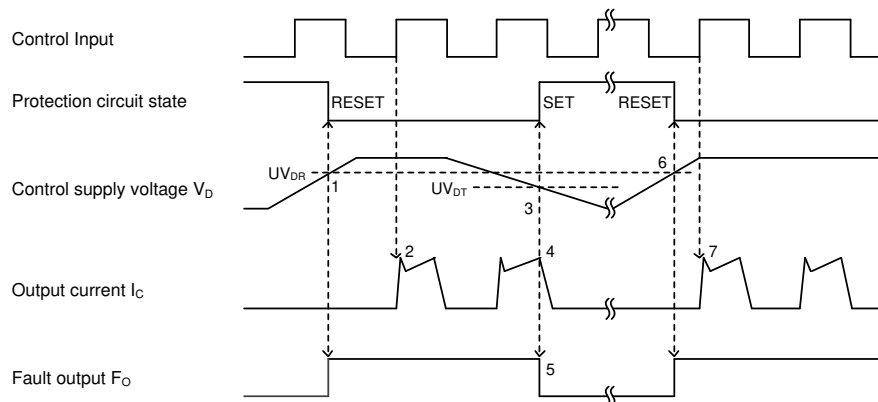 Control Input
Protection circuit state
RESET
SET
RESET
UVDR
1
6
Control supply voltage VD
UVDT
3
2
4
7
Output current IC
5
Fault output FO